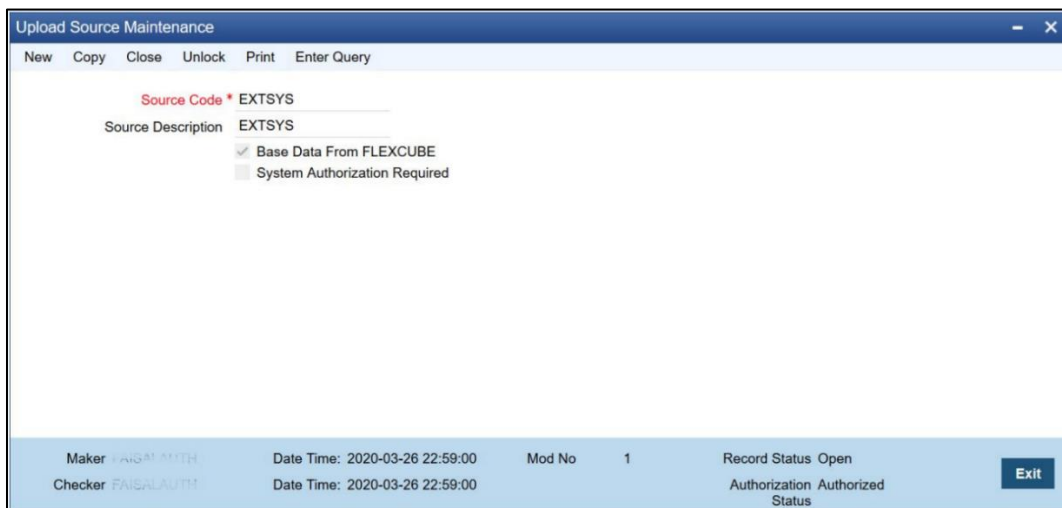 Upload Source Maintenance
New Copy Close Unlock Print Enter Query
Source Code * EXTSYS
Source Description EXTSYS
Base Data From FLEXCUBE
System Authorization Required
Maker Date Time: 2020-03-26 22:59:00 Mod No 1 Record Status Open
Checker Date Time: 2020-03-26 22:59:00 Authorization Status Authorized
Exit